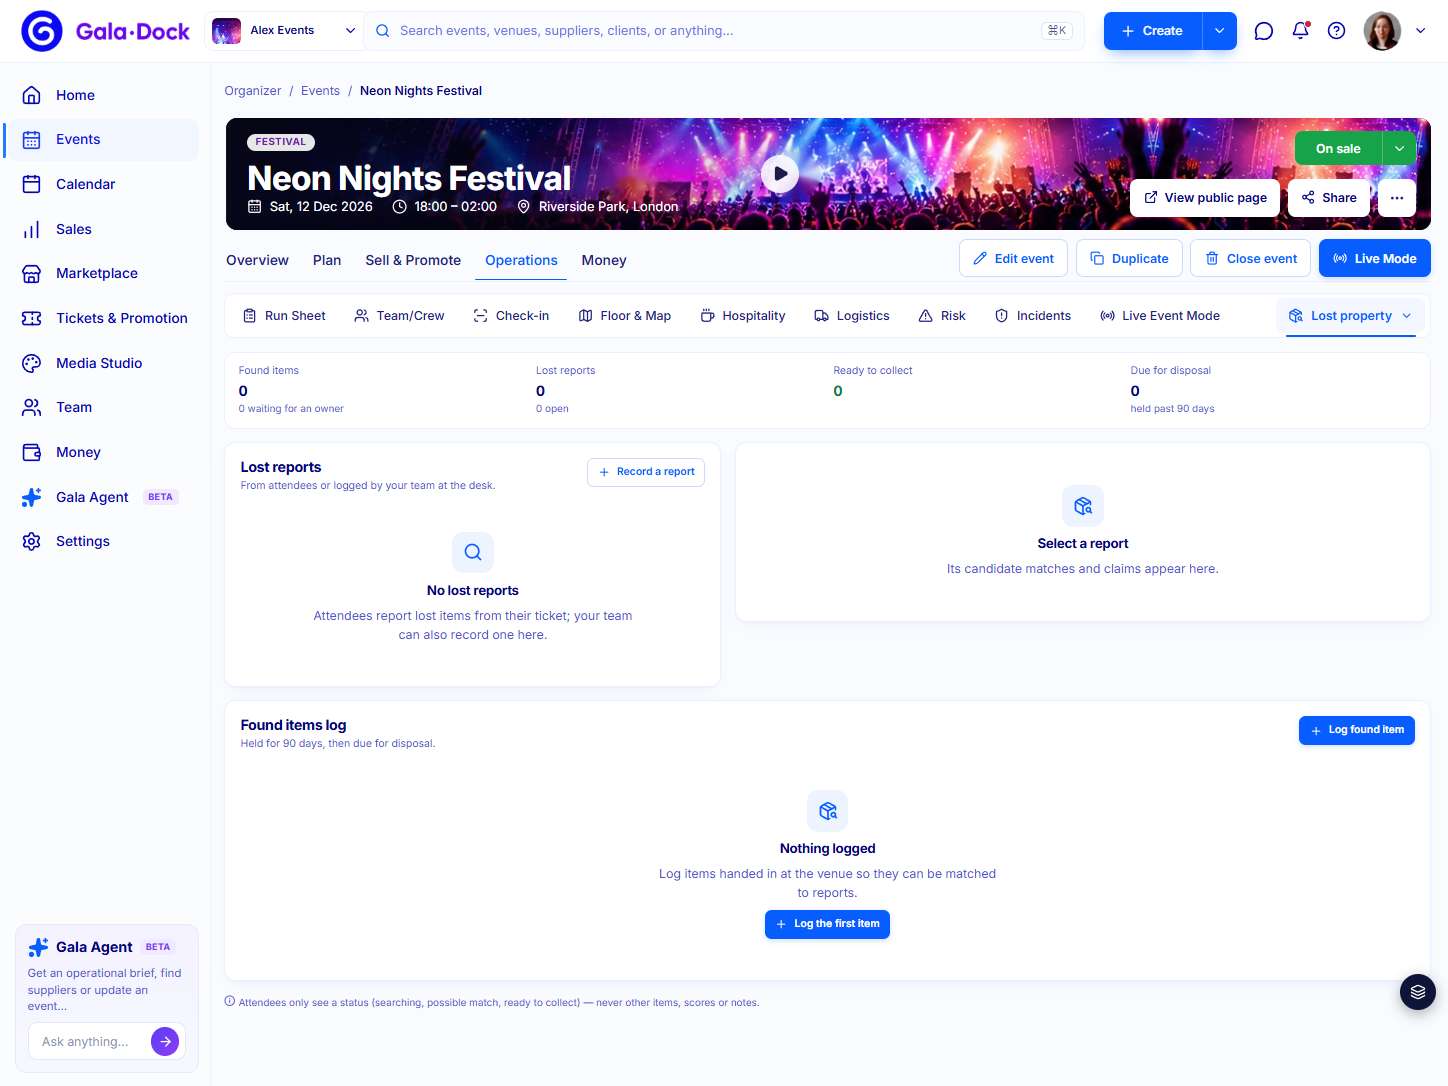 Gala·Dock
Alex Events
Search events, venues, suppliers, clients, or anything...
⌘K
Create
Home
Events
Calendar
Sales
Marketplace
Tickets & Promotion
Media Studio
Team
Money
Gala Agent BETA
Settings
Organizer / Events / Neon Nights Festival
FESTIVAL
Neon Nights Festival
Sat, 12 Dec 2026 18:00 – 02:00 Riverside Park, London
On sale
View public page
Share
Overview Plan Sell & Promote Operations Money
Edit event
Duplicate
Close event
Live Mode
Run Sheet Team/Crew Check-in Floor & Map Hospitality Logistics Risk Incidents Live Event Mode Lost property
Found items
0
0 waiting for an owner
Lost reports
0
0 open
Ready to collect
0
Due for disposal
0
held past 90 days
Lost reports
From attendees or logged by your team at the desk.
Record a report
No lost reports
Attendees report lost items from their ticket; your team
can also record one here.
Select a report
Its candidate matches and claims appear here.
Found items log
Held for 90 days, then due for disposal.
Log found item
Nothing logged
Log items handed in at the venue so they can be matched
to reports.
Log the first item
Attendees only see a status (searching, possible match, ready to collect) — never other items, scores or notes.
Gala Agent BETA
Get an operational brief, find
suppliers or update an
event...
Ask anything...